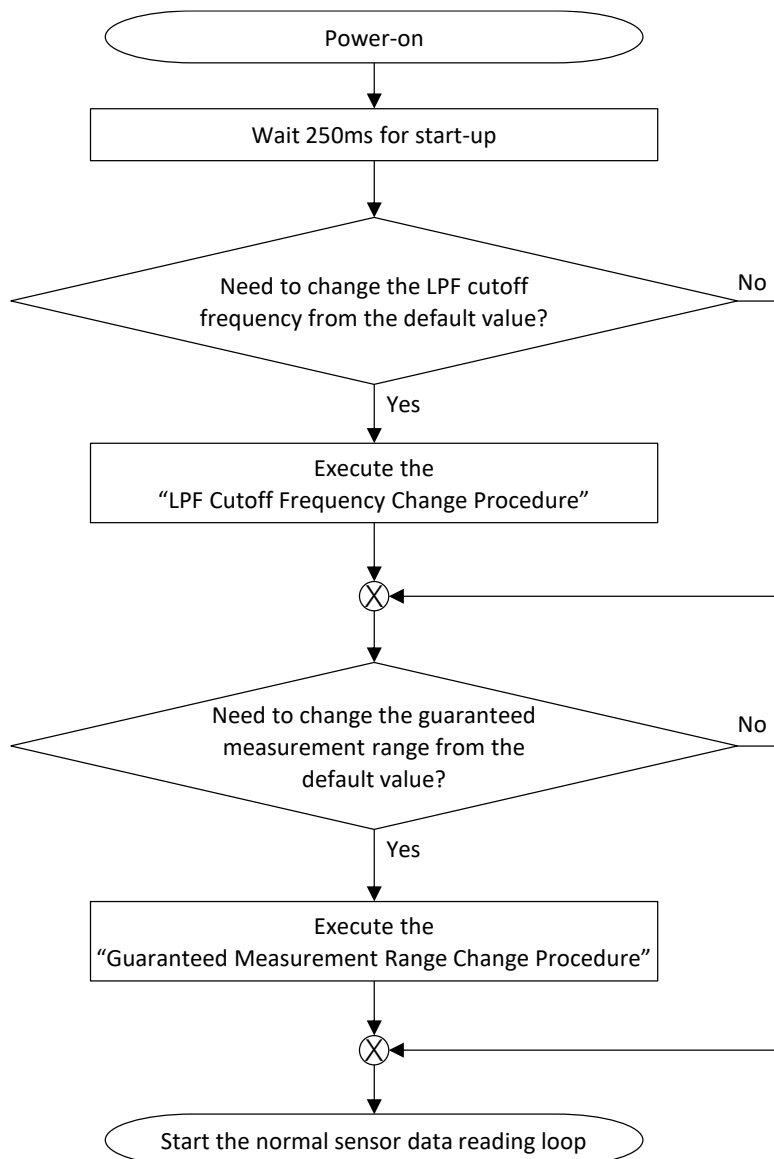 Power-on
Wait 250ms for start-up
Need to change the LPF cutoff
frequency from the default value?
No
Yes
Execute the
“LPF Cutoff Frequency Change Procedure”
X
Need to change the guaranteed
measurement range from the
default value?
No
Yes
Execute the
“Guaranteed Measurement Range Change Procedure”
X
Start the normal sensor data reading loop